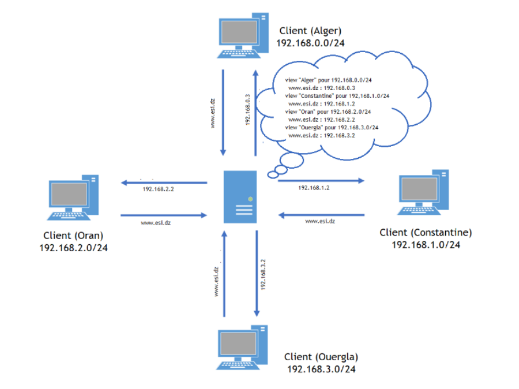 Client (Alger)
192.168.0.0/24
view "Alger" pour 192.168.0.0/24
www.esi.dz : 192.168.0.3
view "Constantine" pour 192.168.1.0/24
www.esi.dz : 192.168.1.2
view "Oran" pour 192.168.2.0/24
www.esi.dz : 192.168.2.2
view "Ouergla" pour 192.168.3.0/24
www.esi.dz : 192.168.3.2
www.esi.dz
192.168.0.3
192.168.2.2
192.168.1.2
www.esi.dz
www.esi.dz
Client (Oran)
192.168.2.0/24
Client (Constantine)
192.168.1.0/24
www.esi.dz
192.168.3.2
Client (Ouergla)
192.168.3.0/24